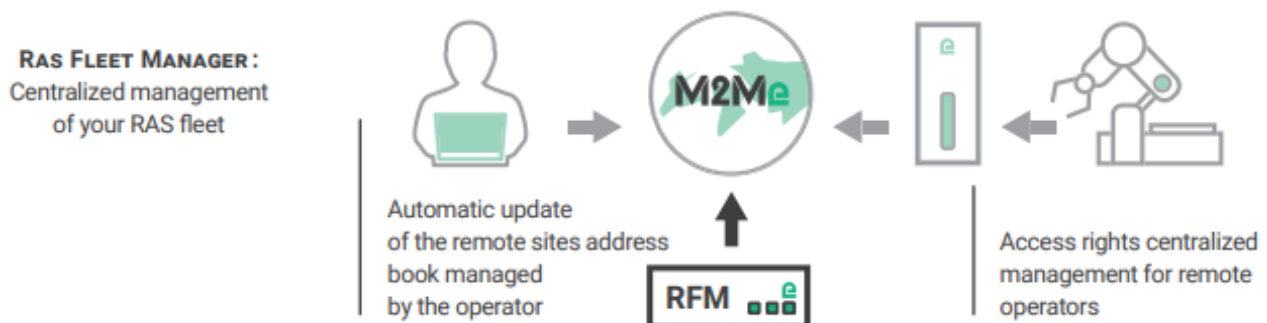 RAS FLEET MANAGER:
Centralized management
of your RAS fleet
M2Me
e
Automatic update
of the remote sites address
book managed
by the operator
RFM e
Access rights centralized
management for remote
operators